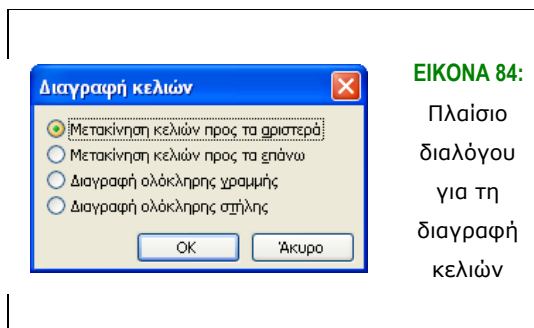 Διαγραφή κελιών
Μετακίνηση κελιών προς τα αριστερά
Μετακίνηση κελιών προς τα επάνω
Διαγραφή ολόκληρης γραμμής
Διαγραφή ολόκληρης στήλης
OK
Άκυρο
ΕΙΚΟΝΑ 84:
Πλαίσιο
διαλόγου
για τη
διαγραφή
κελιών